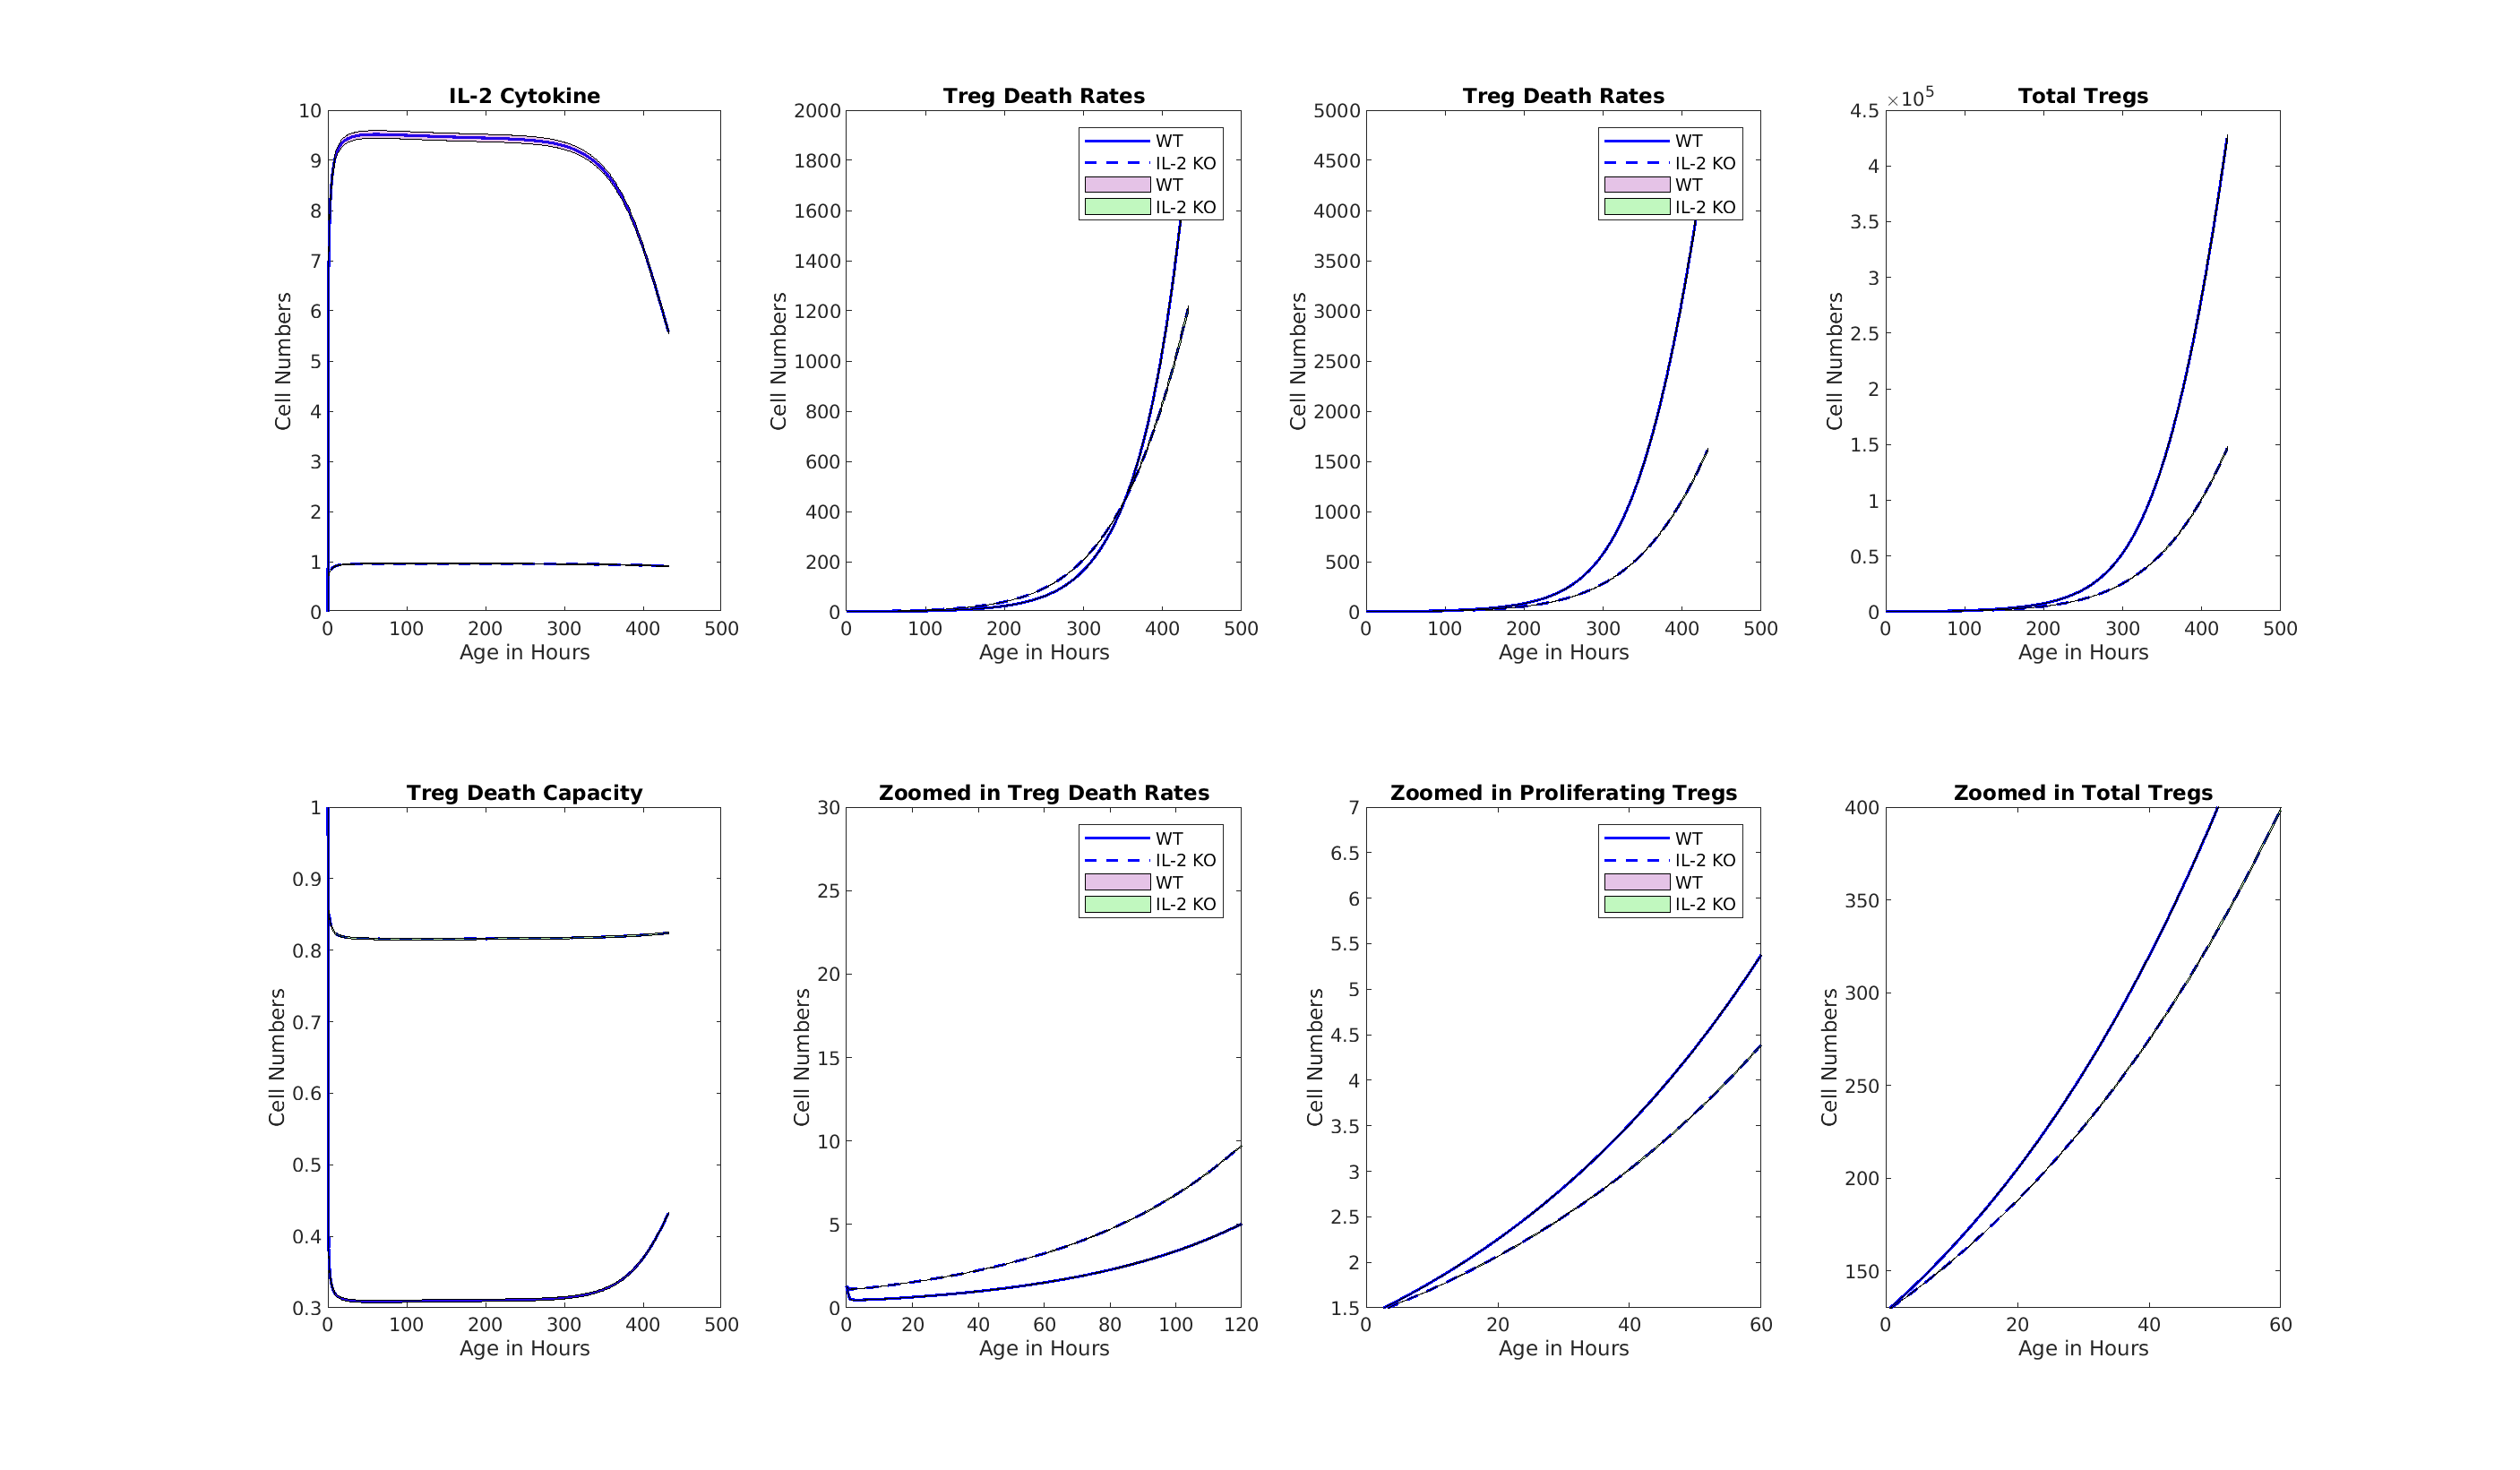 IL-2 Cytokine
10
9
8
7
6
5
4
3
2
1
0
Cell Numbers
0 100 200 300 400 500
Age in Hours
Treg Death Rates
2000
1800
1600
1400
1200
1000
800
600
400
200
0
Cell Numbers
WT
IL-2 KO
WT
IL-2 KO
0 100 200 300 400 500
Age in Hours
Treg Death Rates
5000
4500
4000
3500
3000
2500
2000
1500
1000
500
0
Cell Numbers
WT
IL-2 KO
WT
IL-2 KO
0 100 200 300 400 500
Age in Hours
Total Tregs
×10⁵
4.5
4
3.5
3
2.5
2
1.5
1
0.5
0
Cell Numbers
0 100 200 300 400 500
Age in Hours
Treg Death Capacity
1
0.9
0.8
0.7
0.6
0.5
0.4
0.3
Cell Numbers
0 100 200 300 400 500
Age in Hours
Zoomed in Treg Death Rates
30
25
20
15
10
5
0
Cell Numbers
WT
IL-2 KO
WT
IL-2 KO
0 20 40 60 80 100 120
Age in Hours
Zoomed in Proliferating Tregs
7
6.5
6
5.5
5
4.5
4
3.5
3
2.5
2
1.5
Cell Numbers
WT
IL-2 KO
WT
IL-2 KO
0 20 40 60
Age in Hours
Zoomed in Total Tregs
400
350
300
250
200
150
Cell Numbers
0 20 40 60
Age in Hours